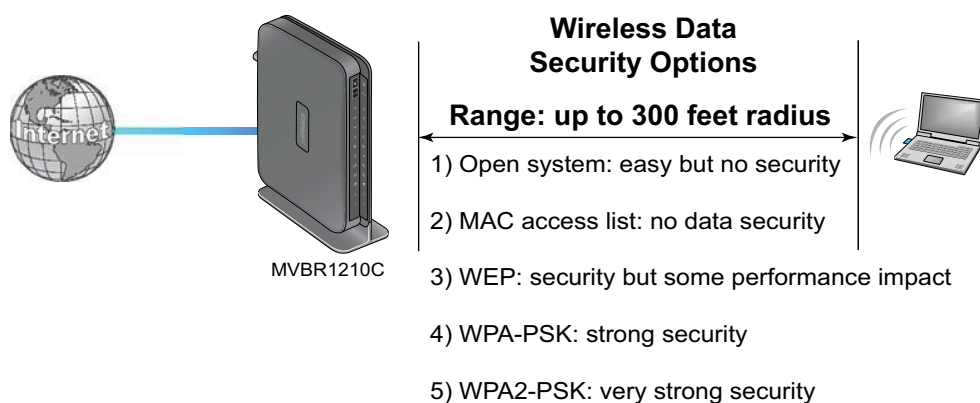 Wireless Data
Security Options
Range: up to 300 feet radius
Internet
1) Open system: easy but no security
2) MAC access list: no data security
MVBR1210C
3) WEP: security but some performance impact
4) WPA-PSK: strong security
5) WPA2-PSK: very strong security